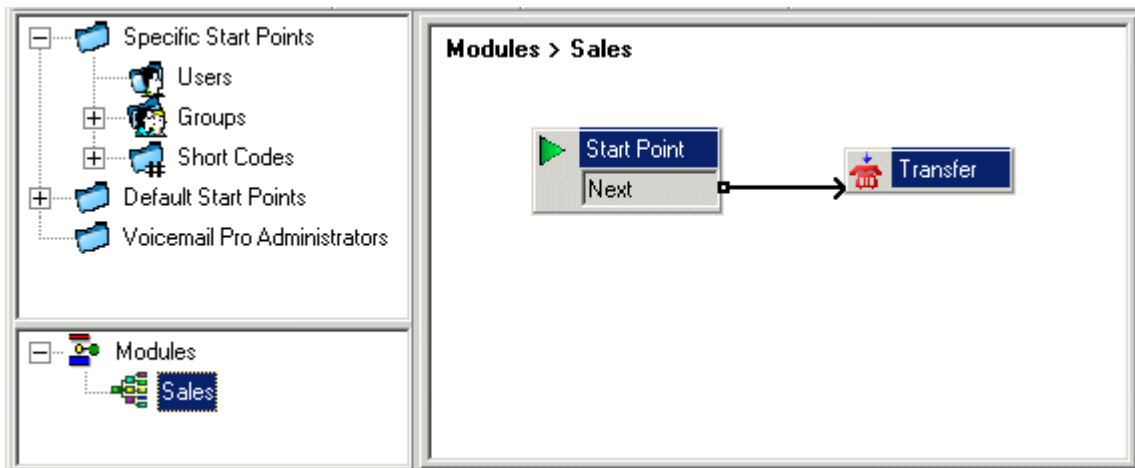 Specific Start Points
Users
Groups
Short Codes
Default Start Points
Voicemail Pro Administrators
Modules
Sales
Modules > Sales
Start Point
Next
Transfer